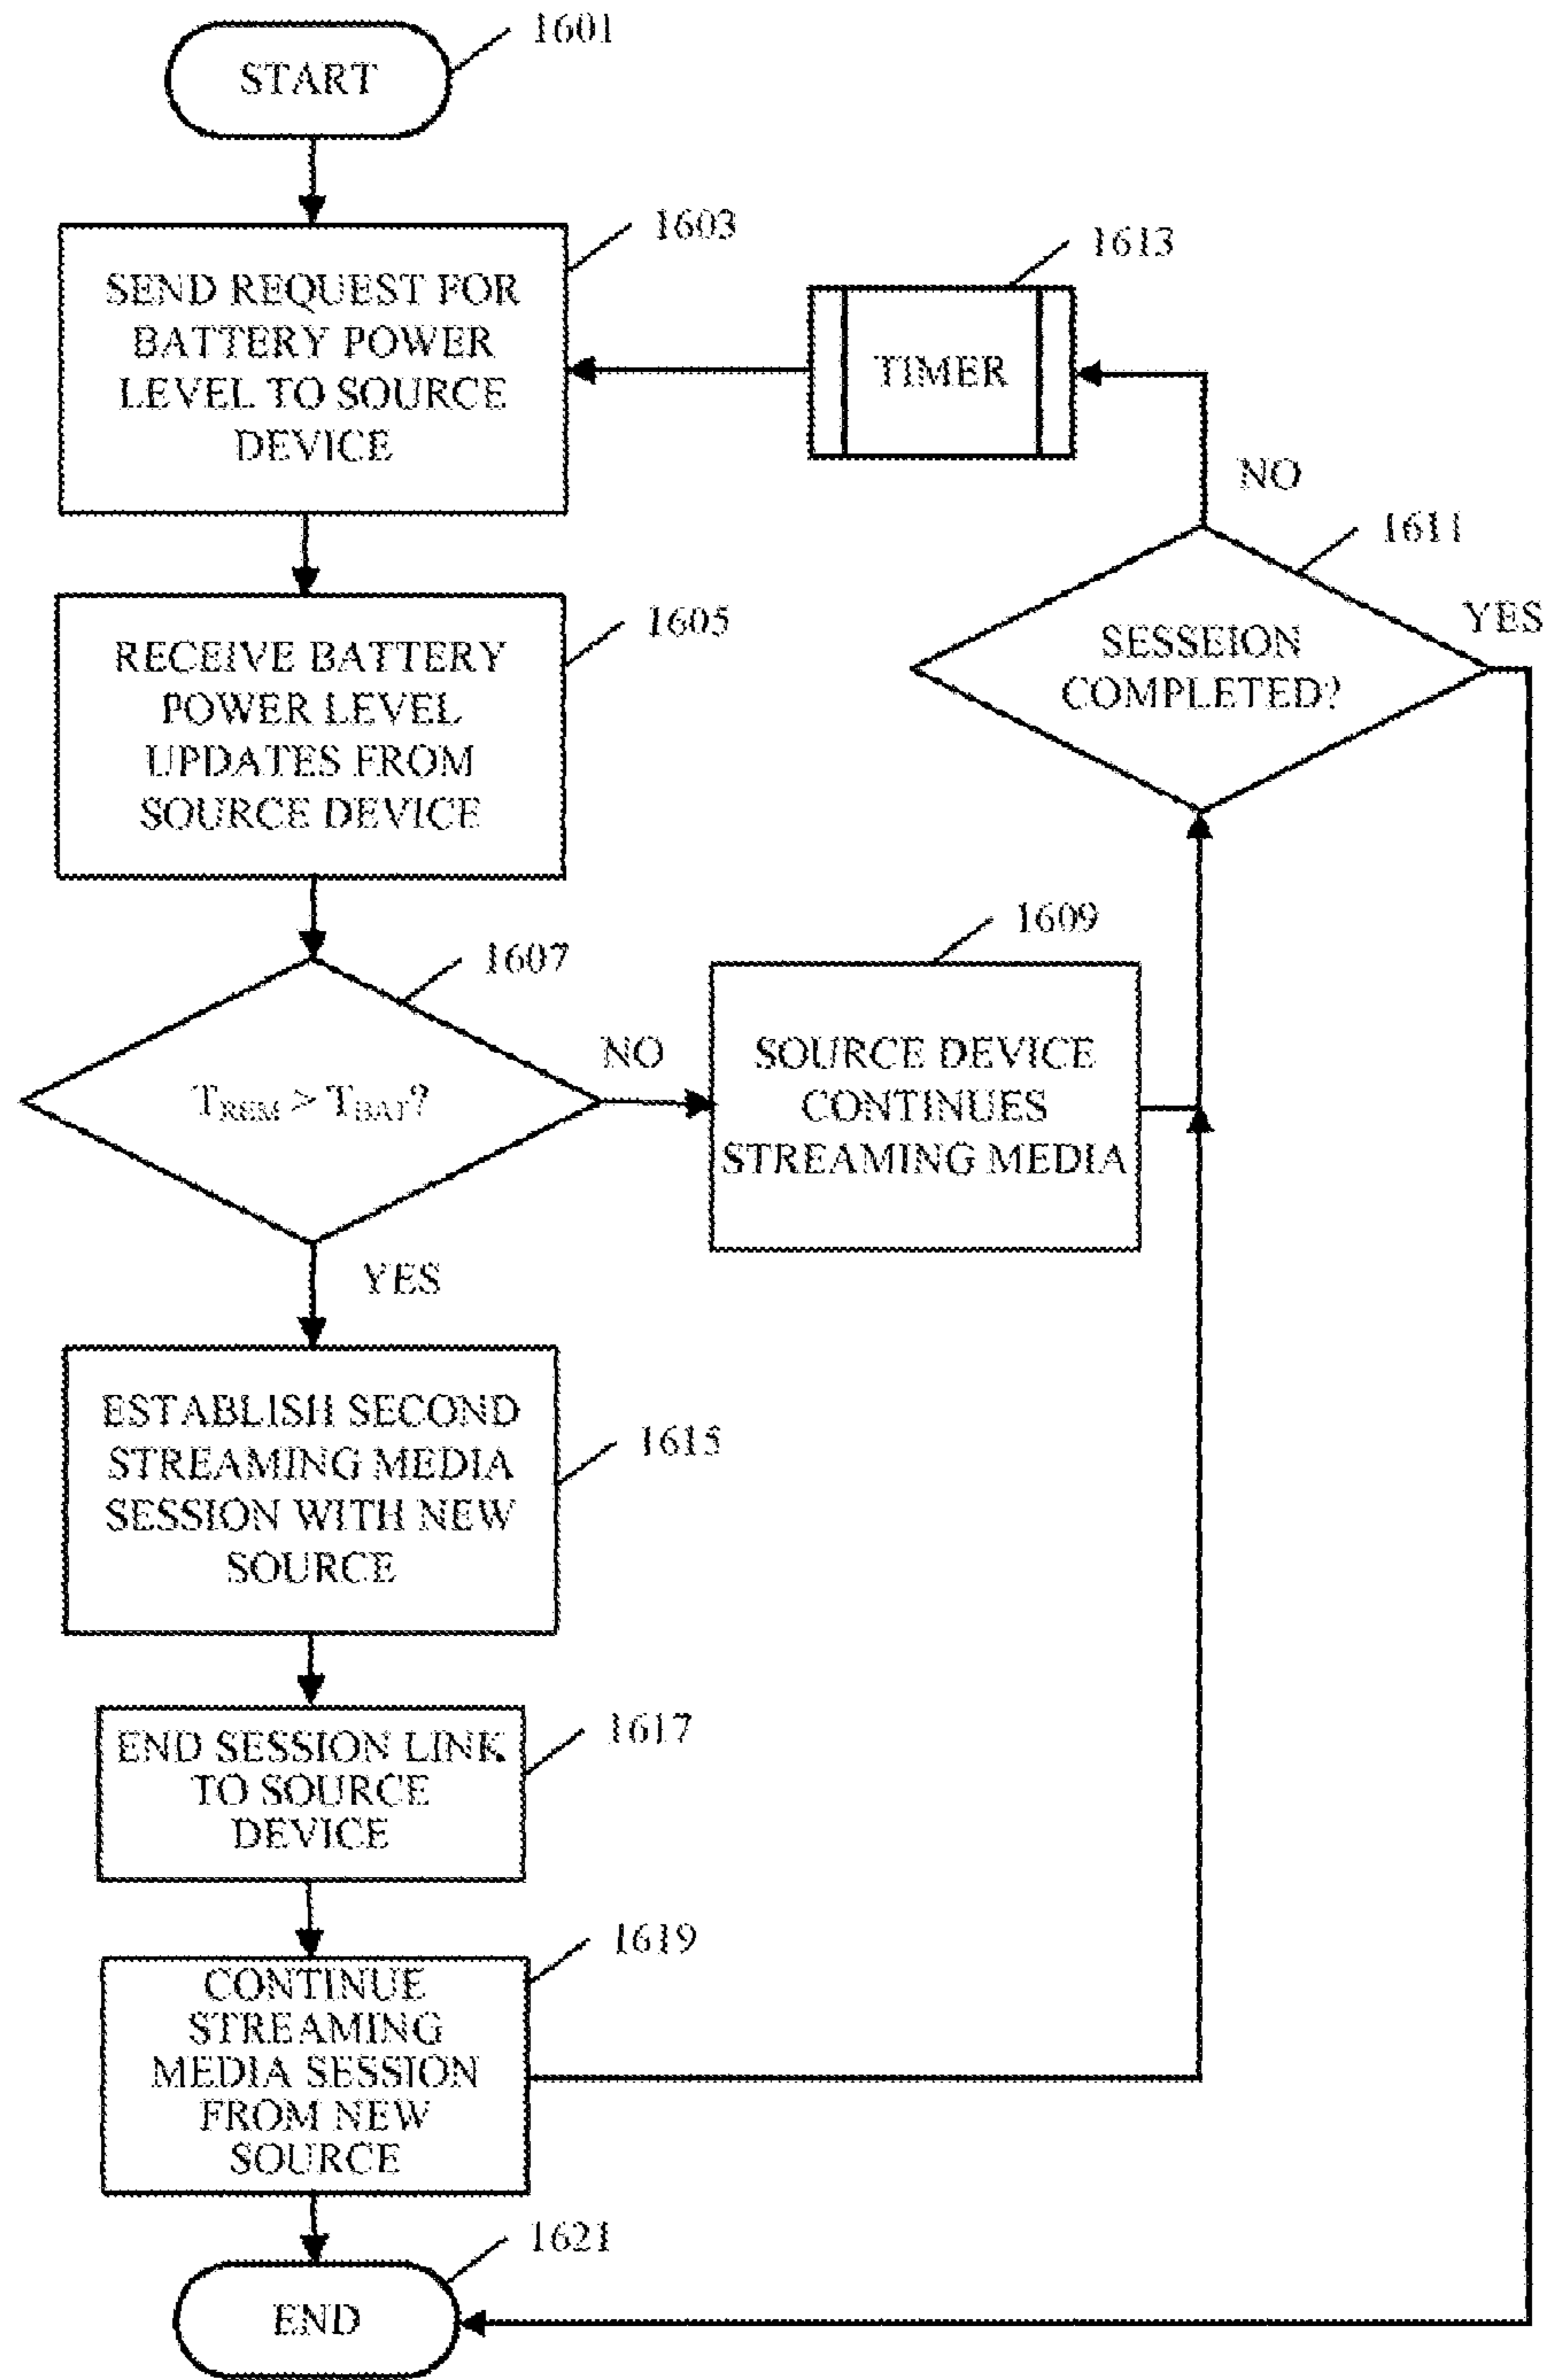 1601
START
1603
SEND REQUEST FOR
BATTERY POWER
LEVEL TO SOURCE
DEVICE
1613
TIMER
NO
1611
YES
SESSEION
COMPLETED?
1605
RECEIVE BATTERY
POWER LEVEL
UPDATES FROM
SOURCE DEVICE
1607
TREM > TBAT?
NO
1609
SOURCE DEVICE
CONTINUES
STREAMING MEDIA
YES
1615
ESTABLISH SECOND
STREAMING MEDIA
SESSION WITH NEW
SOURCE
1617
END SESSION LINK
TO SOURCE
DEVICE
1619
CONTINUE
STREAMING
MEDIA SESSION
FROM NEW
SOURCE
1621
END